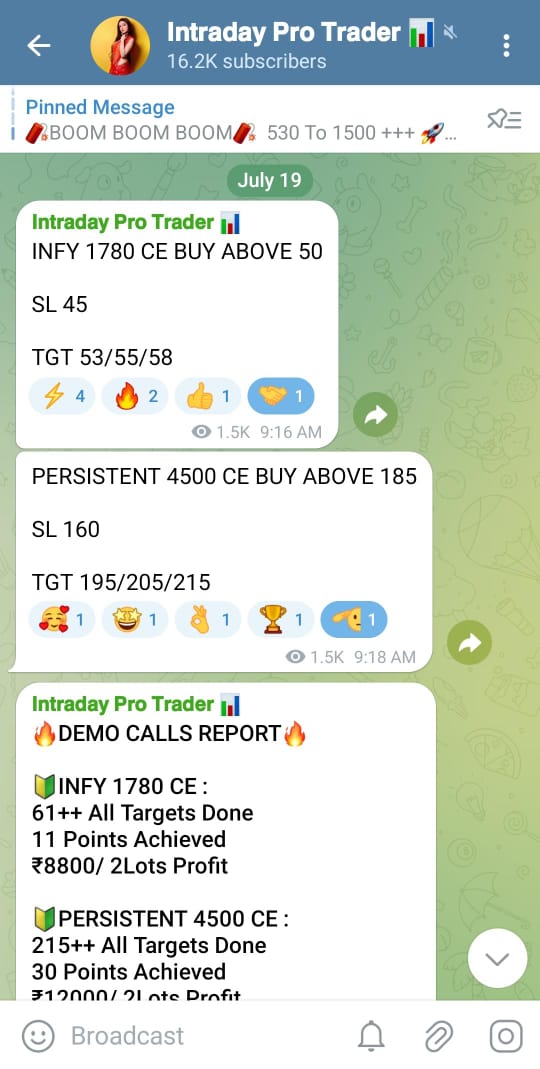 Intraday Pro Trader
16.2K subscribers
Pinned Message
BOOM BOOM BOOM 530 To 1500 +++ 🚀...
July 19
Intraday Pro Trader
INFY 1780 CE BUY ABOVE 50
SL 45
TGT 53/55/58
4 2 1 1
1.5K 9:16 AM
PERSISTENT 4500 CE BUY ABOVE 185
SL 160
TGT 195/205/215
1 1 1 1 1
1.5K 9:18 AM
Intraday Pro Trader
🔥DEMO CALLS REPORT🔥
🔰INFY 1780 CE :
61++ All Targets Done
11 Points Achieved
₹8800/ 2Lots Profit
🔰PERSISTENT 4500 CE :
215++ All Targets Done
30 Points Achieved
₹12000/ 2Lots Profit
Broadcast